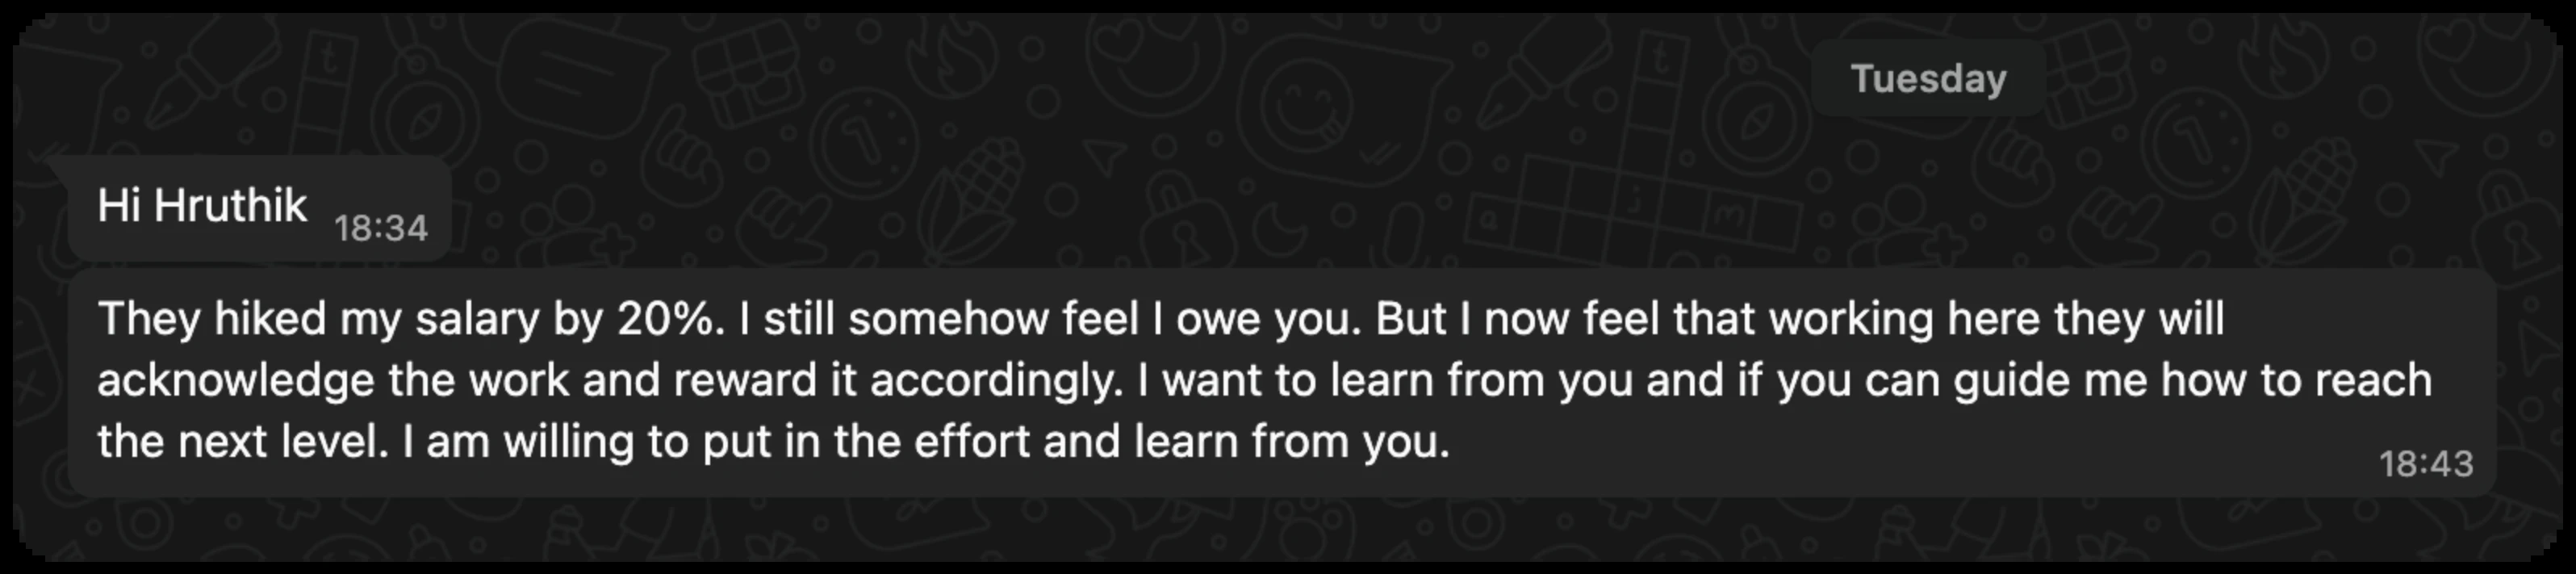 Tuesday
Hi Hruthik 18:34
They hiked my salary by 20%. I still somehow feel I owe you. But I now feel that working here they will
acknowledge the work and reward it accordingly. I want to learn from you and if you can guide me how to reach
the next level. I am willing to put in the effort and learn from you.
18:43